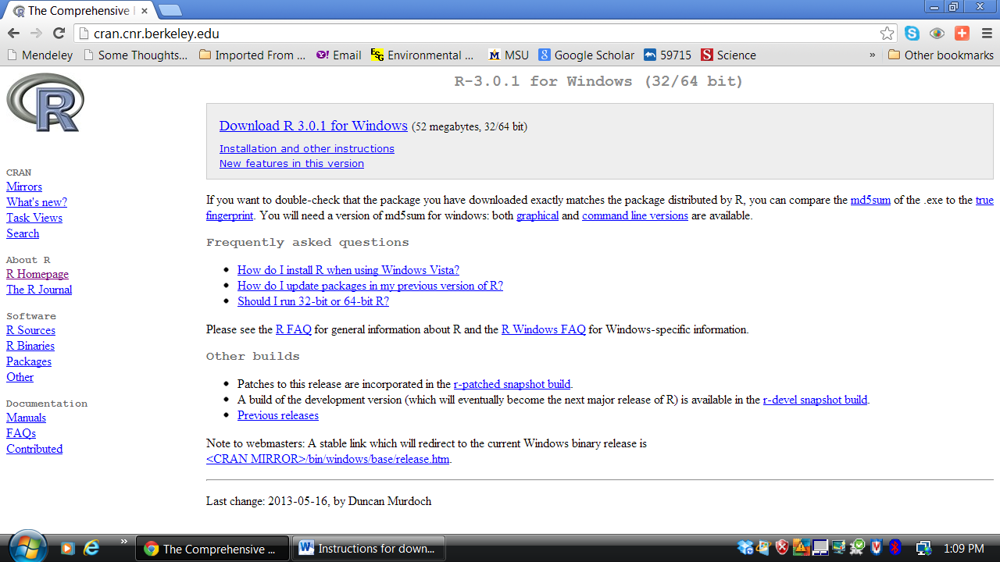 The Comprehensive
cran.cnr.berkeley.edu
Mendeley Some Thoughts... Imported From ... Email Environmental ... MSU Google Scholar 59715 Science » Other bookmarks
R
CRAN
Mirrors
What's new?
Task Views
Search
About R
R Homepage
The R Journal
Software
R Sources
R Binaries
Packages
Other
Documentation
Manuals
FAQs
Contributed
R-3.0.1 for Windows (32/64 bit)
Download R 3.0.1 for Windows (52 megabytes, 32/64 bit)
Installation and other instructions
New features in this version
If you want to double-check that the package you have downloaded exactly matches the package distributed by R, you can compare the md5sum of the .exe to the true
fingerprint. You will need a version of md5sum for windows: both graphical and command line versions are available.
Frequently asked questions
• How do I install R when using Windows Vista?
• How do I update packages in my previous version of R?
• Should I run 32-bit or 64-bit R?
Please see the R FAQ for general information about R and the R Windows FAQ for Windows-specific information.
Other builds
• Patches to this release are incorporated in the r-patched snapshot build.
• A build of the development version (which will eventually become the next major release of R) is available in the r-devel snapshot build.
• Previous releases
Note to webmasters: A stable link which will redirect to the current Windows binary release is
<CRAN MIRROR>/bin/windows/base/release.htm.
Last change: 2013-05-16, by Duncan Murdoch
» The Comprehensive ... Instructions for down... 1:09 PM